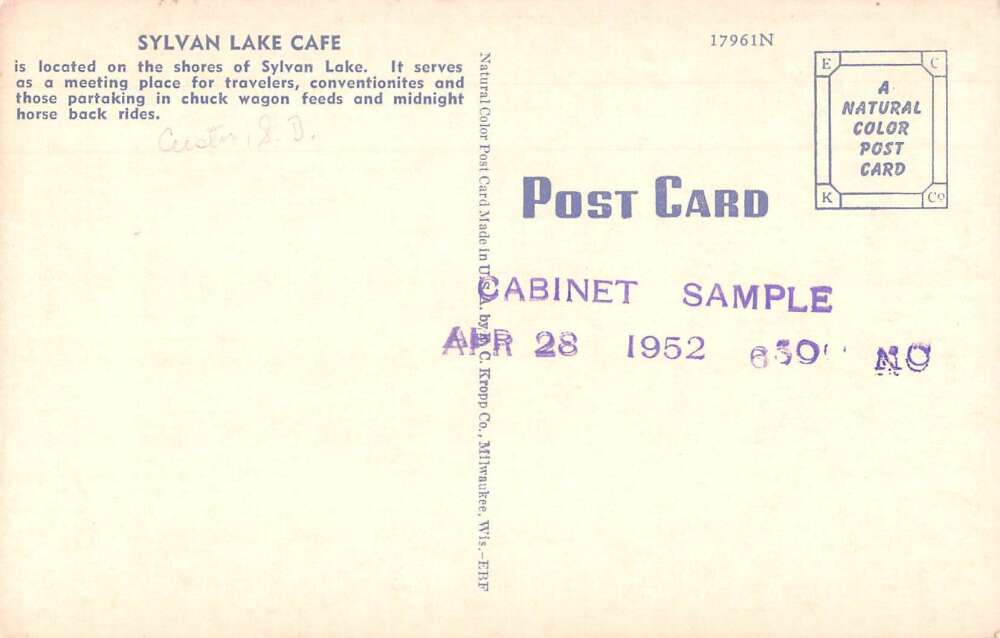 SYLVAN LAKE CAFE
is located on the shores of Sylvan Lake. It serves
as a meeting place for travelers, conventionites and
those partaking in chuck wagon feeds and midnight
horse back rides.
Custer, S. D.
Natural Color Post Card Made in U.S.A. by E. C. Kropp Co., Milwaukee, Wis.-EBF
17961N
E C
A
NATURAL
COLOR
POST
CARD
K Co
POST CARD
CABINET SAMPLE
APR 28 1952 NO